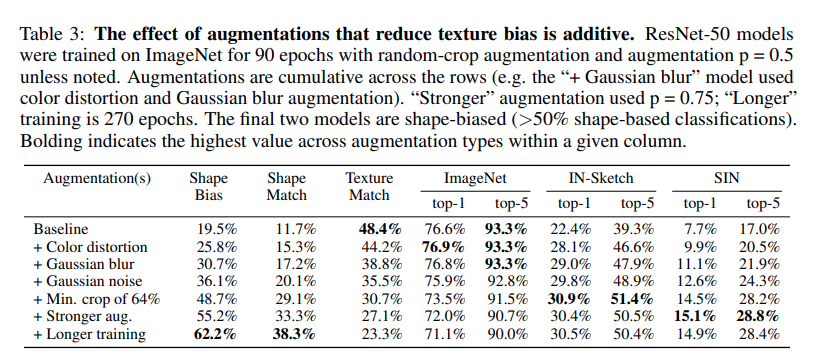 Table 3: The effect of augmentations that reduce texture bias is additive. ResNet-50 models
were trained on ImageNet for 90 epochs with random-crop augmentation and augmentation p = 0.5
unless noted. Augmentations are cumulative across the rows (e.g. the “+ Gaussian blur” model used
color distortion and Gaussian blur augmentation). “Stronger” augmentation used p = 0.75; “Longer”
training is 270 epochs. The final two models are shape-biased (>50% shape-based classifications).
Bolding indicates the highest value across augmentation types within a given column.
Augmentation(s) Shape Bias Shape Match Texture Match ImageNet IN-Sketch SIN
top-1 top-5 top-1 top-5 top-1 top-5
Baseline 19.5% 11.7% 48.4% 76.6% 93.3% 22.4% 39.3% 7.7% 17.0%
+ Color distortion 25.8% 15.3% 44.2% 76.9% 93.3% 28.1% 46.6% 9.9% 20.5%
+ Gaussian blur 30.7% 17.2% 38.8% 76.8% 93.3% 29.0% 47.9% 11.1% 21.9%
+ Gaussian noise 36.1% 20.1% 35.5% 75.9% 92.8% 29.8% 48.9% 12.6% 24.3%
+ Min. crop of 64% 48.7% 29.1% 30.7% 73.5% 91.5% 30.9% 51.4% 14.5% 28.2%
+ Stronger aug. 55.2% 33.3% 27.1% 72.0% 90.7% 30.4% 50.5% 15.1% 28.8%
+ Longer training 62.2% 38.3% 23.3% 71.1% 90.0% 30.5% 50.4% 14.9% 28.4%